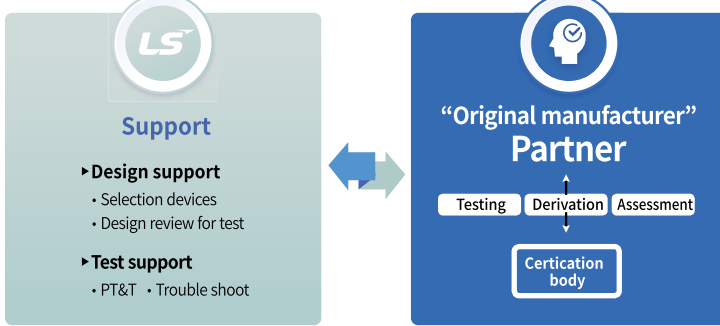 LS
Support
Design support
• Selection devices
• Design review for test
Test support
• PT&T • Trouble shoot
“Original manufacturer”
Partner
Testing
Derivation
Assessment
Certication
body